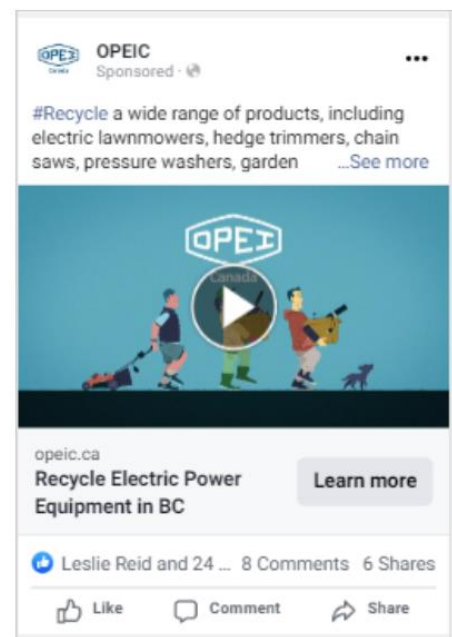 OPEI
Canada
OPEIC
Sponsored ·
#Recycle a wide range of products, including
electric lawnmowers, hedge trimmers, chain
saws, pressure washers, garden ...See more
OPEI
Canada
opeic.ca
Recycle Electric Power
Equipment in BC
Learn more
Leslie Reid and 24 ... 8 Comments 6 Shares
Like Comment Share